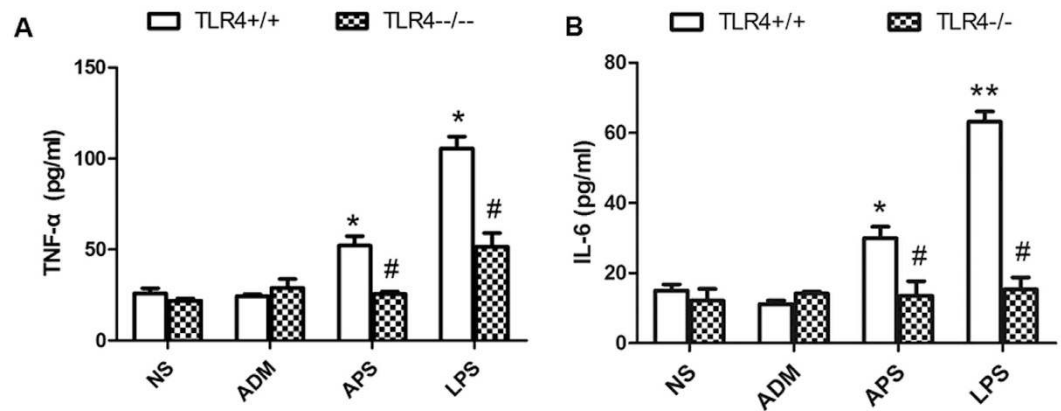 A
TLR4+/+
TLR4--/--
TNF-α (pg/ml)
150
100
50
0
*
*
#
#
NS
ADM
APS
LPS
B
TLR4+/+
TLR4-/-
IL-6 (pg/ml)
80
60
40
20
0
*
**
#
#
NS
ADM
APS
LPS